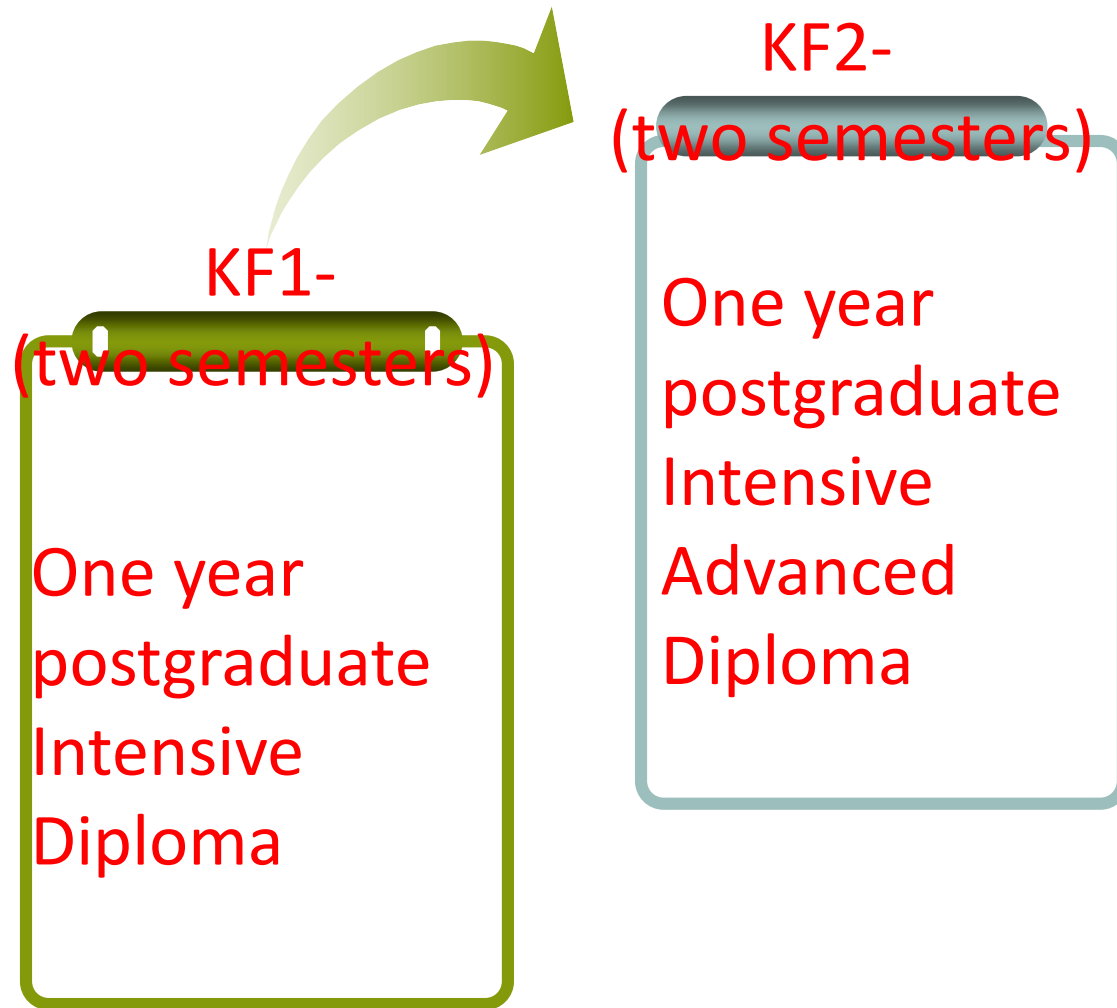 KF1-
(two semesters)
One year
postgraduate
Intensive
Diploma
KF2-
(two semesters)
One year
postgraduate
Intensive
Advanced
Diploma